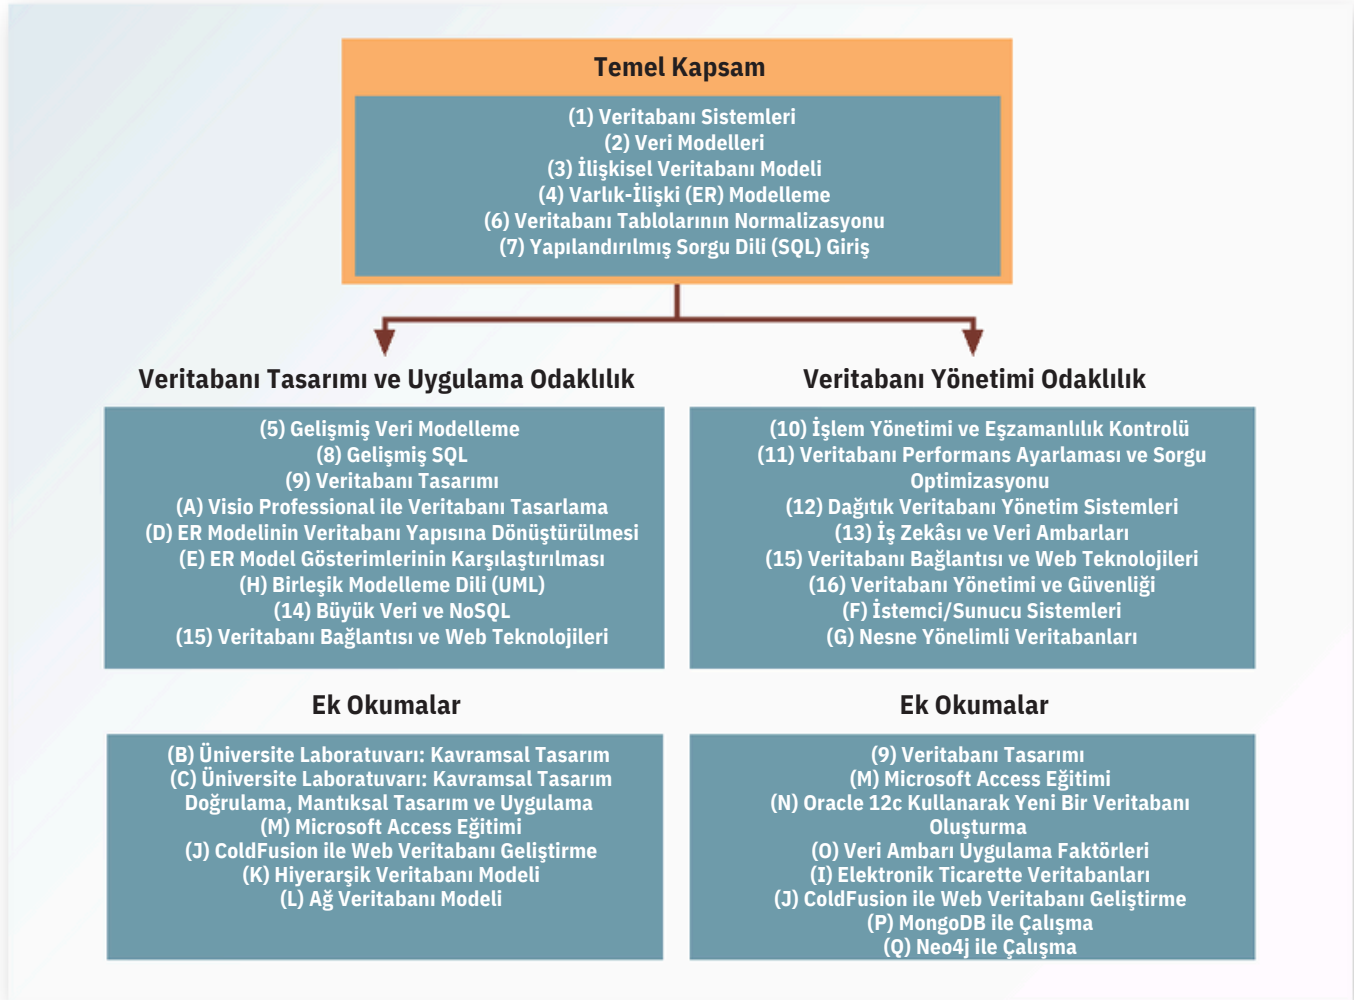 Temel Kapsam
(1) Veritabanı Sistemleri
(2) Veri Modelleri
(3) İlişkisel Veritabanı Modeli
(4) Varlık-İlişki (ER) Modelleme
(6) Veritabanı Tablolarının Normalizasyonu
(7) Yapılandırılmış Sorgu Dili (SQL) Giriş
Veritabanı Tasarımı ve Uygulama Odaklılık
(5) Gelişmiş Veri Modelleme
(8) Gelişmiş SQL
(9) Veritabanı Tasarımı
(A) Visio Professional ile Veritabanı Tasarlama
(D) ER Modelinin Veritabanı Yapısına Dönüştürülmesi
(E) ER Model Gösterimlerinin Karşılaştırılması
(H) Birleşik Modelleme Dili (UML)
(14) Büyük Veri ve NoSQL
(15) Veritabanı Bağlantısı ve Web Teknolojileri
Veritabanı Yönetimi Odaklılık
(10) İşlem Yönetimi ve Eşzamanlılık Kontrolü
(11) Veritabanı Performans Ayarlaması ve Sorgu
Optimizasyonu
(12) Dağıtık Veritabanı Yönetim Sistemleri
(13) İş Zekâsı ve Veri Ambarları
(15) Veritabanı Bağlantısı ve Web Teknolojileri
(16) Veritabanı Yönetimi ve Güvenliği
(F) İstemci/Sunucu Sistemleri
(G) Nesne Yönelimli Veritabanları
Ek Okumalar
(B) Üniversite Laboratuvarı: Kavramsal Tasarım
(C) Üniversite Laboratuvarı: Kavramsal Tasarım
Doğrulama, Mantıksal Tasarım ve Uygulama
(M) Microsoft Access Eğitimi
(J) ColdFusion ile Web Veritabanı Geliştirme
(K) Hiyerarşik Veritabanı Modeli
(L) Ağ Veritabanı Modeli
Ek Okumalar
(9) Veritabanı Tasarımı
(M) Microsoft Access Eğitimi
(N) Oracle 12c Kullanarak Yeni Bir Veritabanı
Oluşturma
(O) Veri Ambarı Uygulama Faktörleri
(I) Elektronik Ticarette Veritabanları
(J) ColdFusion ile Web Veritabanı Geliştirme
(P) MongoDB ile Çalışma
(Q) Neo4j ile Çalışma